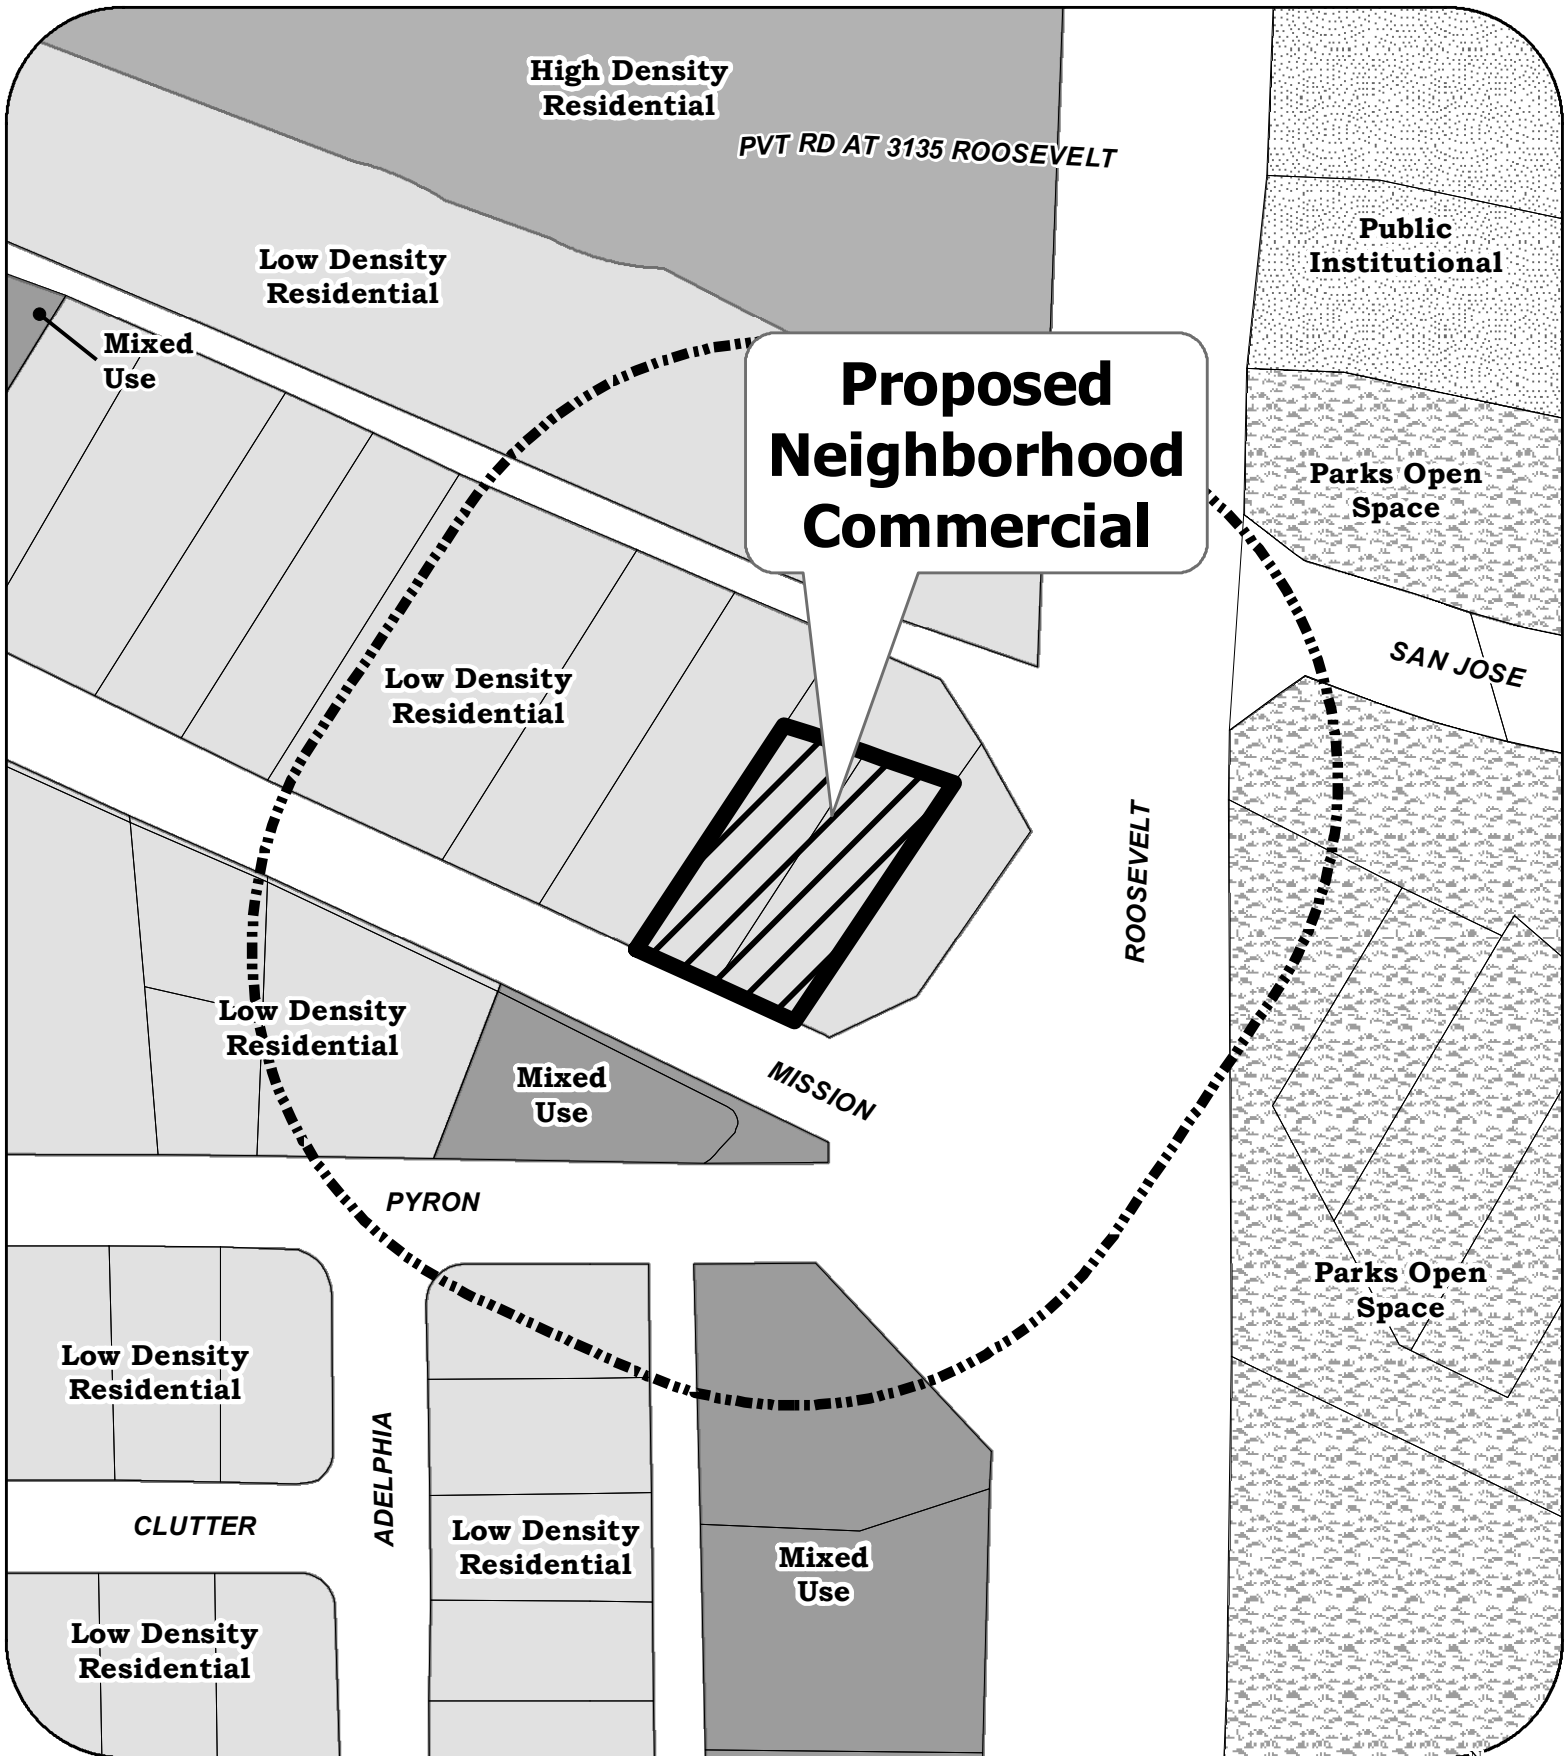 High Density
Residential
PVT RD AT 3135 ROOSEVELT
Public
Institutional
Low Density
Residential
Mixed
Use
Proposed
Neighborhood
Commercial
Parks Open
Space
SAN JOSE
Low Density
Residential
ROOSEVELT
Low Density
Residential
Mixed
Use
MISSION
PYRON
Parks Open
Space
Low Density
Residential
ADELPHIA
CLUTTER
Low Density
Residential
Mixed
Use
Low Density
Residential